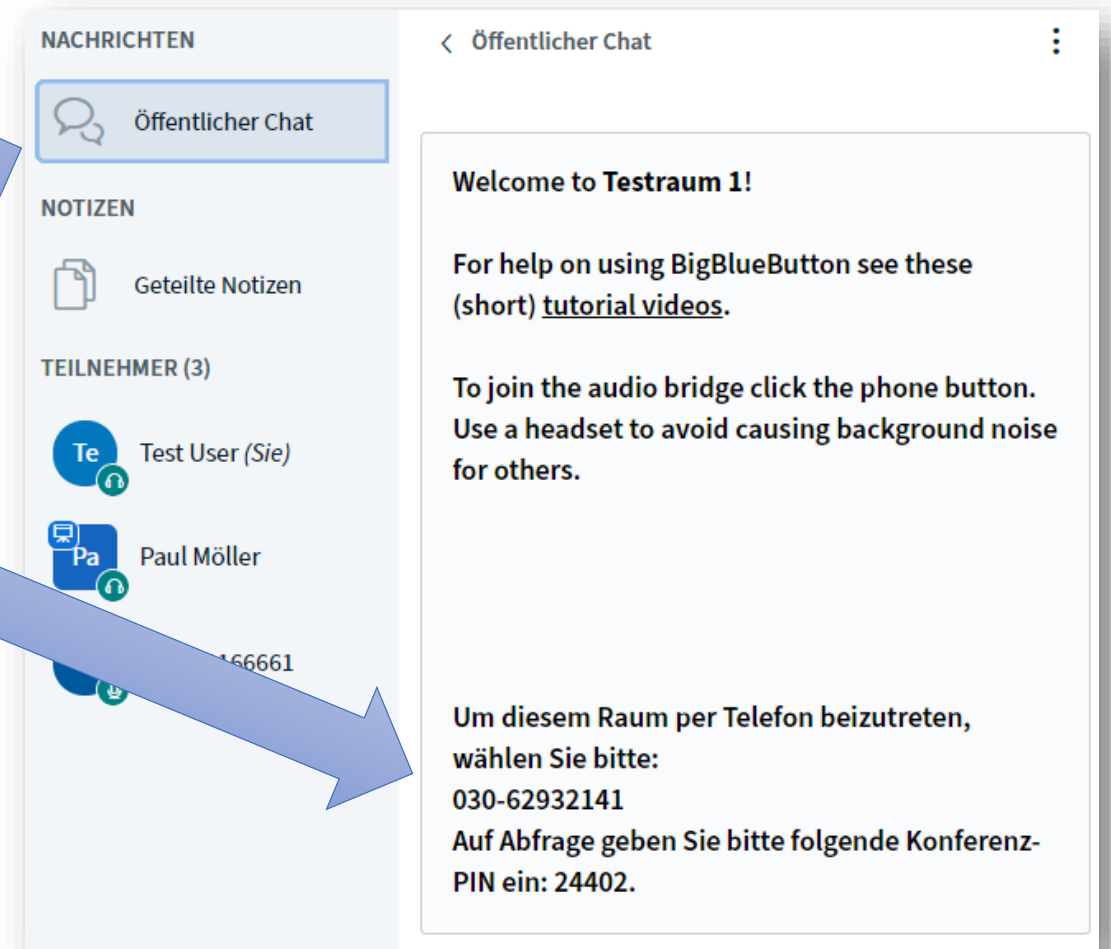 NACHRICHTEN
Öffentlicher Chat
NOTIZEN
Geteilte Notizen
TEILNEHMER (3)
Te
Test User (Sie)
Pa
Paul Möller
166661
< Öffentlicher Chat
Welcome to Testraum 1!
For help on using BigBlueButton see these
(short) tutorial videos.
To join the audio bridge click the phone button.
Use a headset to avoid causing background noise
for others.
Um diesem Raum per Telefon beizutreten,
wählen Sie bitte:
030-62932141
Auf Abfrage geben Sie bitte folgende Konferenz-
PIN ein: 24402.